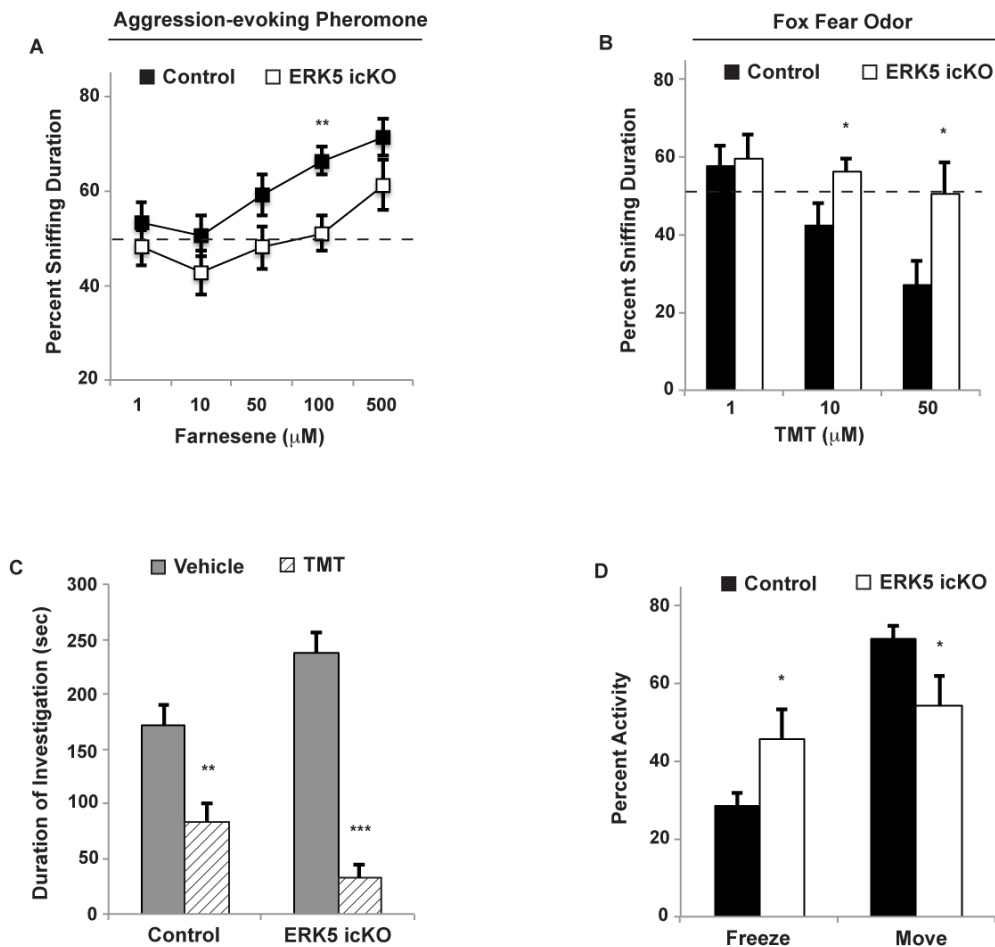 Aggression-evoking Pheromone
A
Control
ERK5 icKO
Percent Sniffing Duration
80
60
40
20
**
1 10 50 100 500
Farnesene (μM)
Fox Fear Odor
B
Control
ERK5 icKO
Percent Sniffing Duration
80
60
40
20
0
* *
1 10 50
TMT (μM)
C
Vehicle
TMT
Duration of Investigation (sec)
300
250
200
150
100
50
0
**
***
Control ERK5 icKO
D
Control
ERK5 icKO
Percent Activity
80
60
40
20
0
*
*
Freeze Move